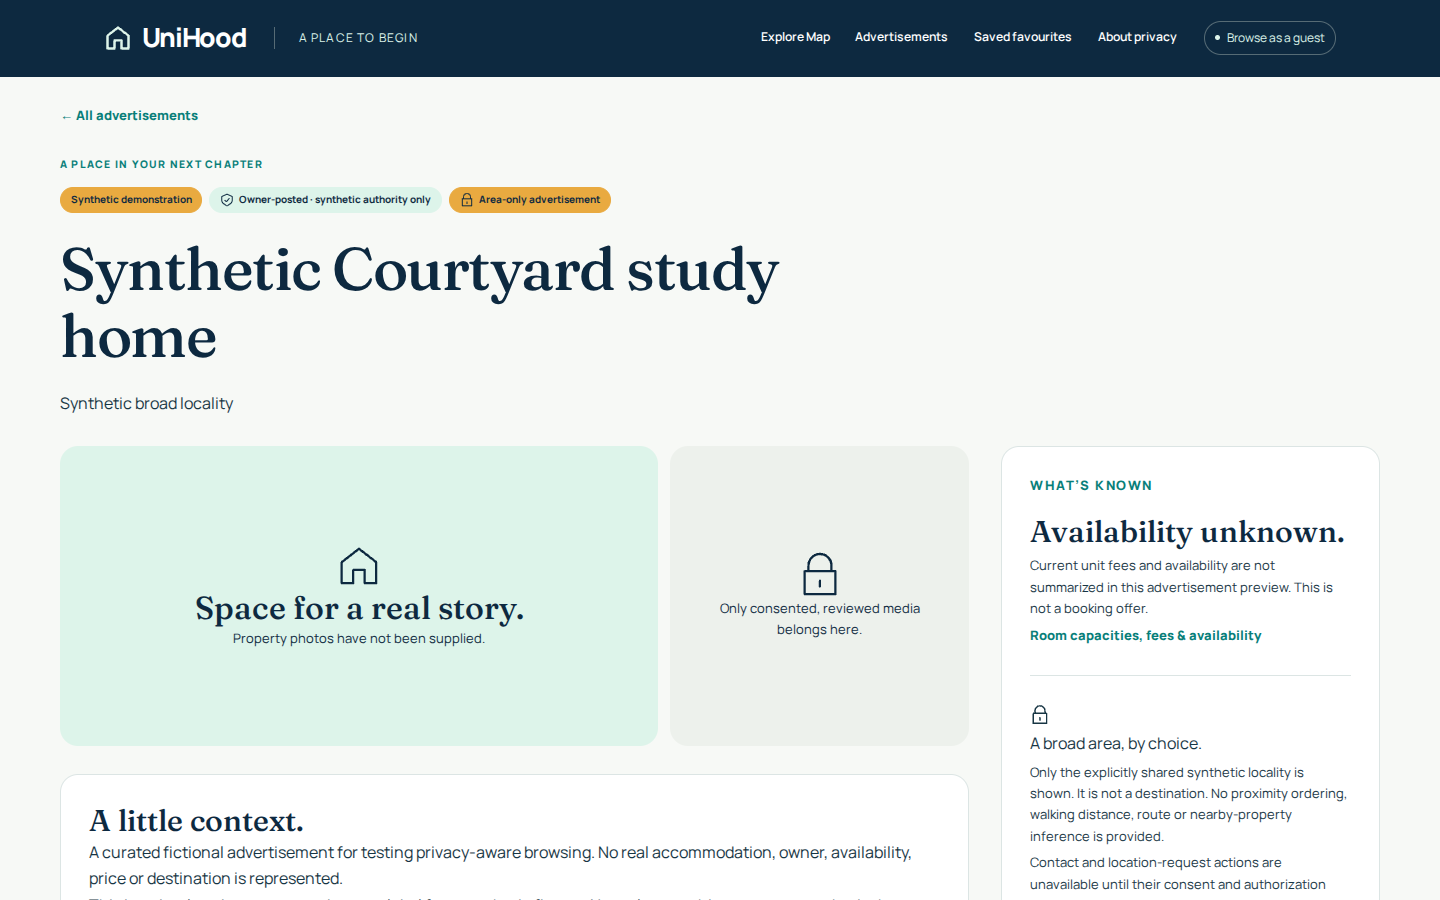 UniHood
A PLACE TO BEGIN
Explore Map
Advertisements
Saved favourites
About privacy
Browse as a guest
← All advertisements
A PLACE IN YOUR NEXT CHAPTER
Synthetic demonstration
Owner-posted · synthetic authority only
Area-only advertisement
Synthetic Courtyard study
home
Synthetic broad locality
Space for a real story.
Property photos have not been supplied.
Only consented, reviewed media
belongs here.
WHAT’S KNOWN
Availability unknown.
Current unit fees and availability are not
summarized in this advertisement preview. This is
not a booking offer.
Room capacities, fees & availability
A broad area, by choice.
Only the explicitly shared synthetic locality is
shown. It is not a destination. No proximity ordering,
walking distance, route or nearby-property
inference is provided.
Contact and location-request actions are
unavailable until their consent and authorization
A little context.
A curated fictional advertisement for testing privacy-aware browsing. No real accommodation, owner, availability,
price or destination is represented.